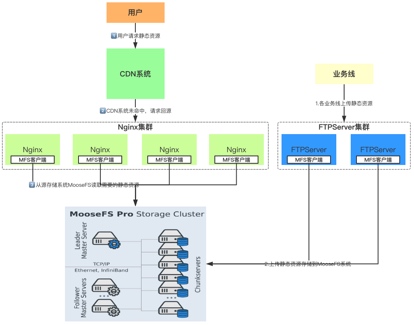 用户
1️⃣用户请求静态资源
CDN系统
业务线
2️⃣CDN系统未命中，请求回源
1.各业务线上传静态资源
Nginx集群
FTPServer集群
Nginx
Nginx
Nginx
Nginx
FTPServer
FTPServer
MFS客户端
MFS客户端
MFS客户端
MFS客户端
MFS客户端
MFS客户端
3️⃣从源存储系统MooseFS读取需要的静态资源
MooseFS Pro Storage Cluster
Leader
Master Server
TCP/IP
Ethernet, InfiniBand
Follower
Master Servers
Chunkservers
2.上传静态资源存储到MooseFS系统